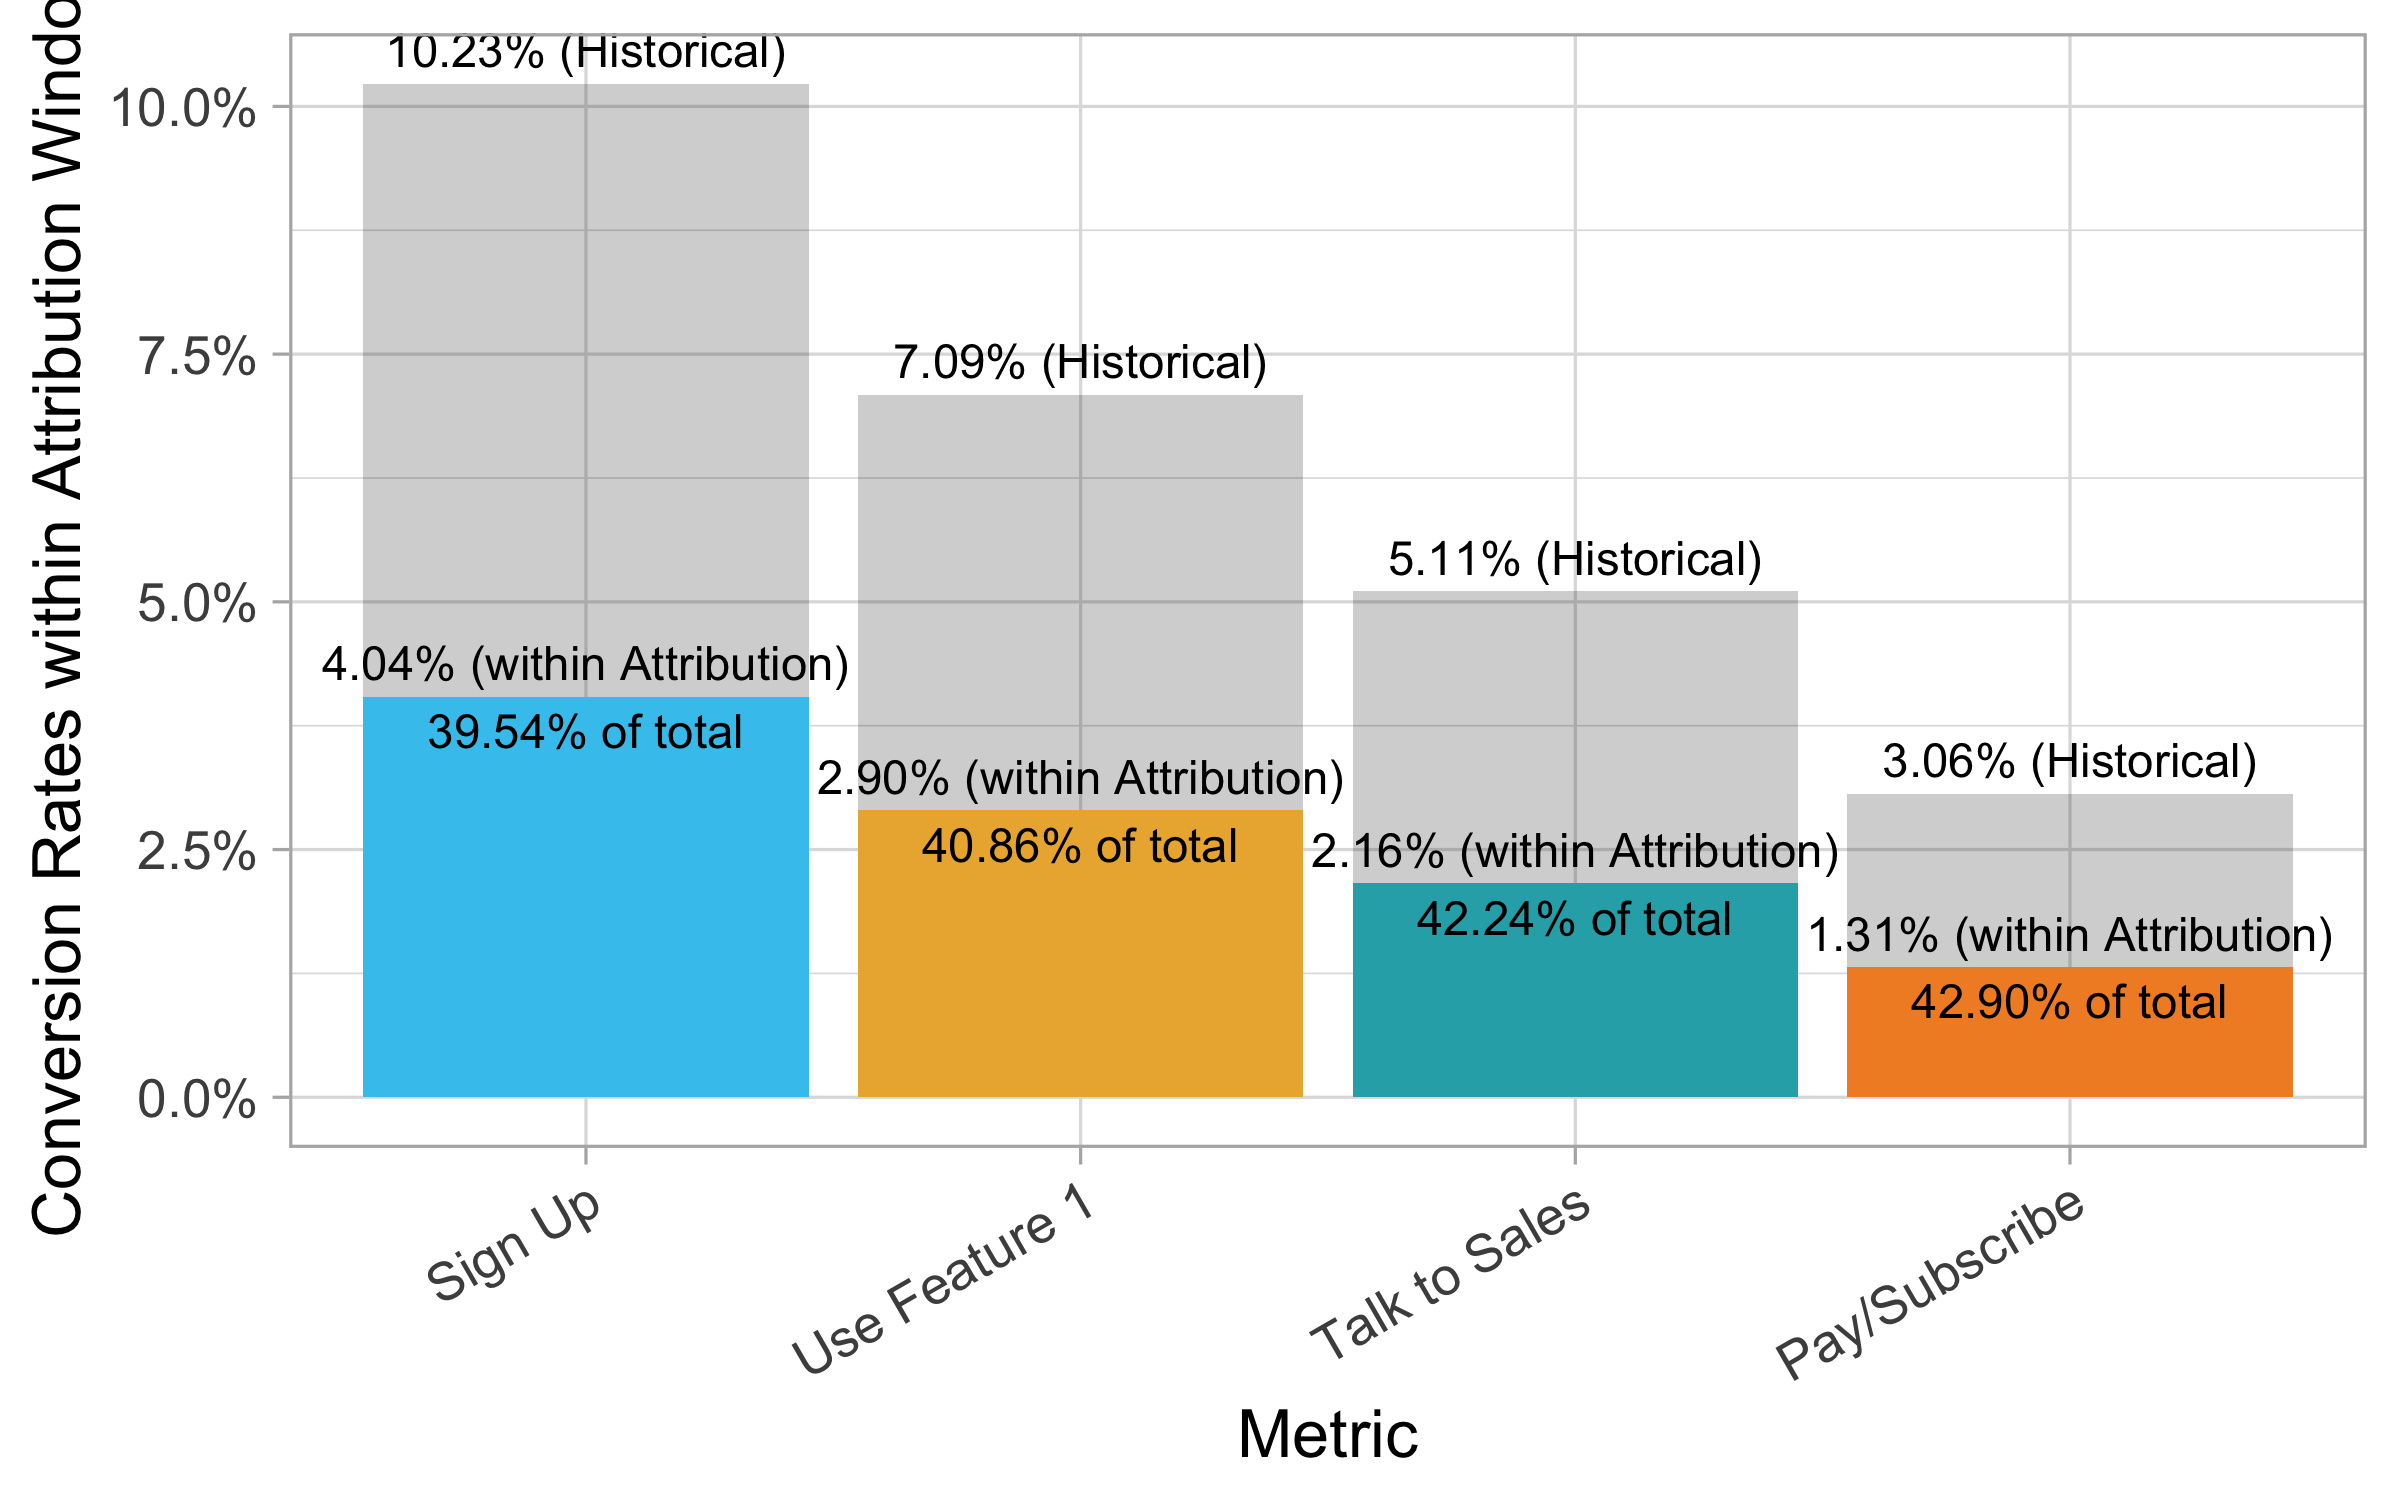 Conversion Rates within Attribution Windo
10.0%
7.5%
5.0%
2.5%
0.0%
10.23% (Historical)
4.04% (within Attribution)
39.54% of total
7.09% (Historical)
2.90% (within Attribution)
40.86% of total
5.11% (Historical)
2.16% (within Attribution)
42.24% of total
3.06% (Historical)
1.31% (within Attribution)
42.90% of total
Sign Up
Use Feature 1
Talk to Sales
Pay/Subscribe
Metric